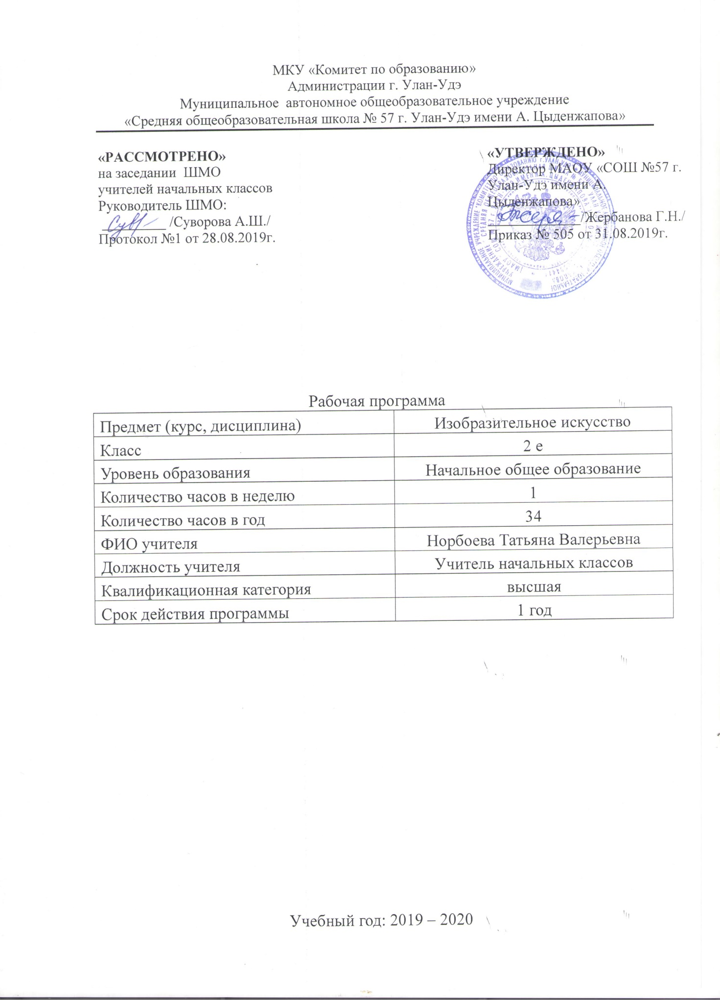 МКУ «Комитет по образованию»
Администрации г. Улан-Удэ
Муниципальное автономное общеобразовательное учреждение
«Средняя общеобразовательная школа № 57 г. Улан-Удэ имени А. Цыденжапова»
«РАССМОТРЕНО»
на заседании ШМО
учителей начальных классов
Руководитель ШМО:
/Суворова А.Ш./
Протокол №1 от 28.08.2019г.
«УТВЕРЖДЕНО»
Директор МАОУ «СОШ №57 г.
Улан-Удэ имени А.
Цыденжапова»
/Жербанова Г.Н./
Приказ № 505 от 31.08.2019г.
Рабочая программа
Предмет (курс, дисциплина) Изобразительное искусство
Класс 2 е
Уровень образования Начальное общее образование
Количество часов в неделю 1
Количество часов в год 34
ФИО учителя Норбоева Татьяна Валерьевна
Должность учителя Учитель начальных классов
Квалификационная категория высшая
Срок действия программы 1 год
Учебный год: 2019 – 2020